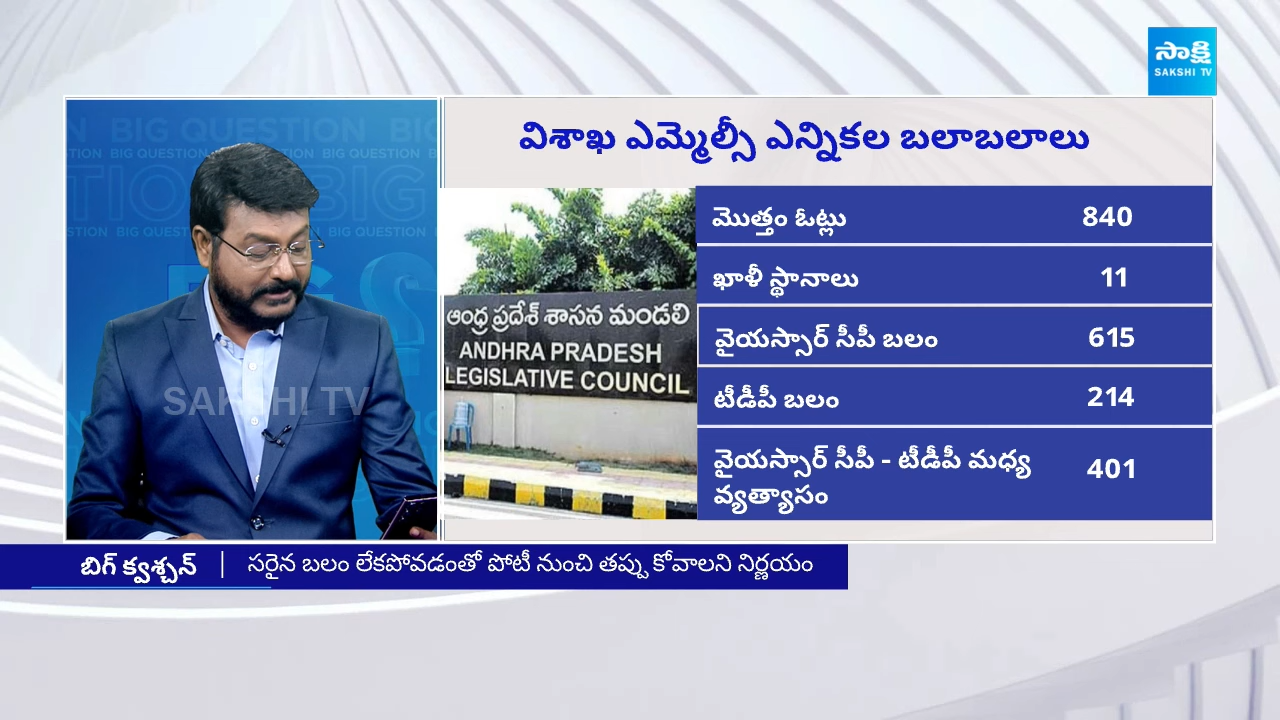 సాక్షి
SAKSHI TV
BIG QUESTION
BIG QUESTION
విశాఖ ఎమ్మెల్సీ ఎన్నికల బలాబలాలు
మొత్తం ఓట్లు 840
ఖాళీ స్థానాలు 11
వైయస్సార్ సీపీ బలం 615
టీడీపీ బలం 214
వైయస్సార్ సీపీ - టీడీపీ మధ్య
వ్యత్యాసం 401
ఆంధ్ర ప్రదేశ్ శాసన మండలి
ANDHRA PRADESH
LEGISLATIVE COUNCIL
SAKSHI TV
బిగ్ క్వశ్చన్ | సరైన బలం లేకపోవడంతో పోటీ నుంచి తప్పు కోవాలని నిర్ణయం